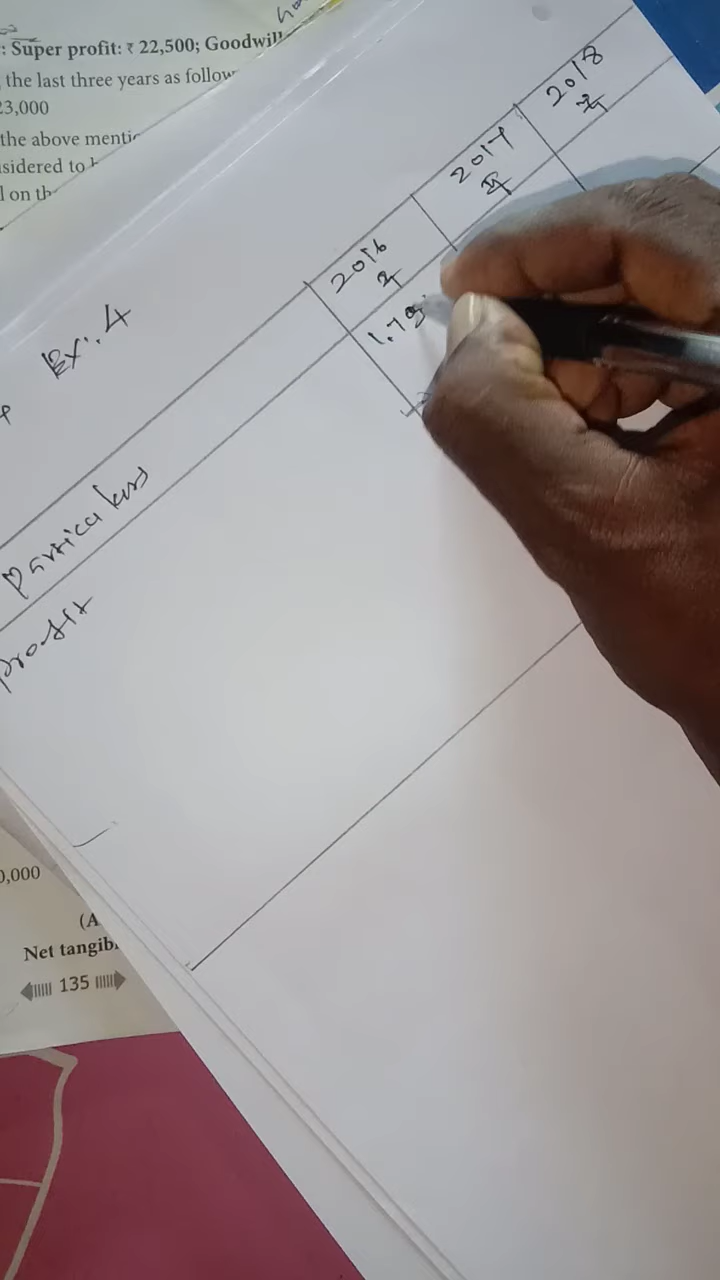 : Super profit: ₹ 22,500; Goodwill
the last three years as follow
23,000
the above mentio
sidered to b
l on th
Ex. 4
2016 2017 2018
₹ ₹ ₹
Particulars
Profit
0,000
(A
Net tangib
135